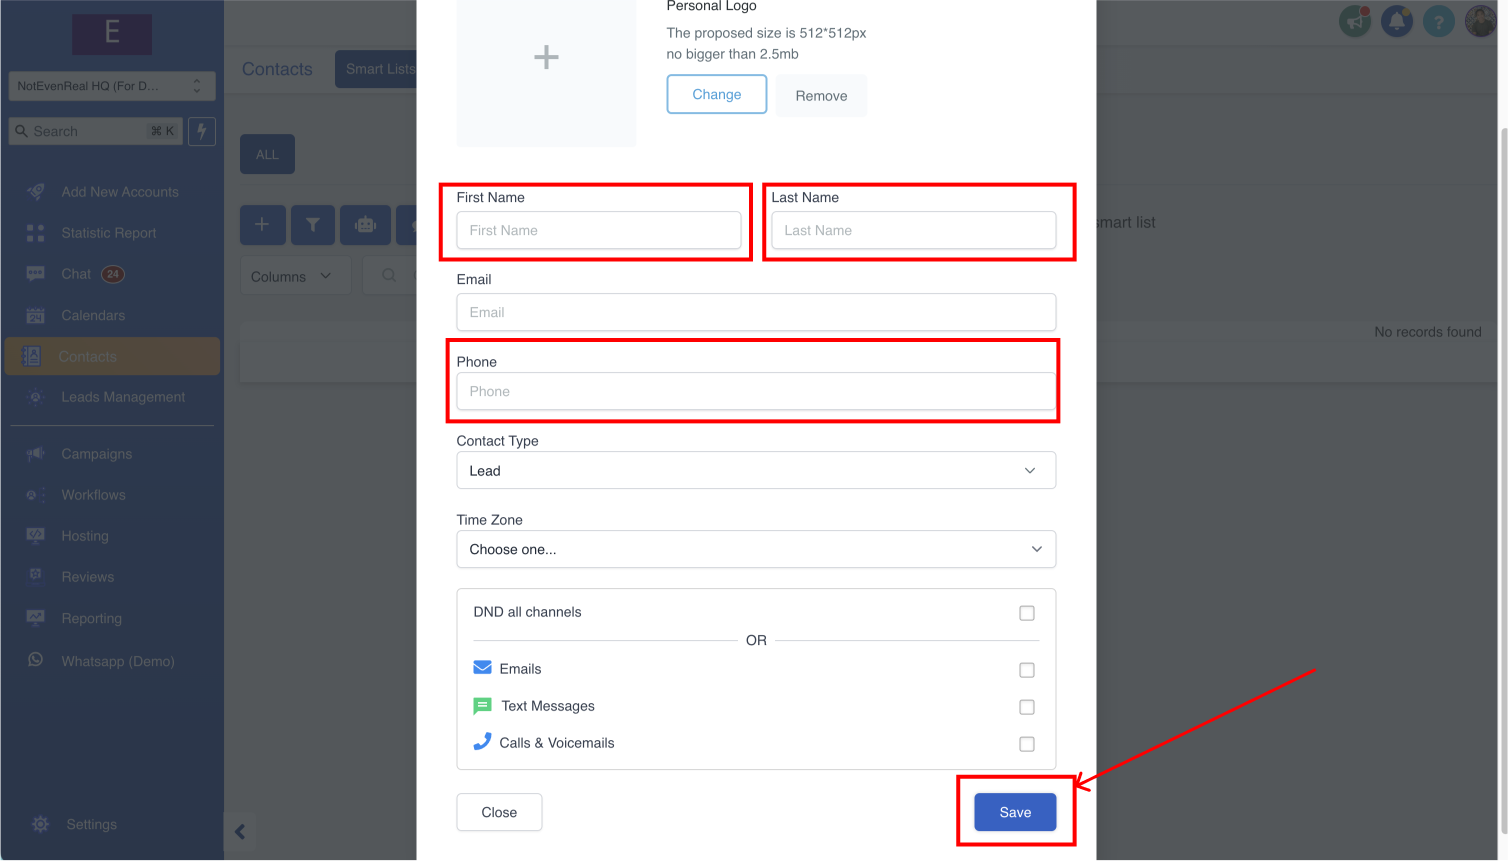 E
NotEvenReal HQ (For D...
Search
⌘ K
Add New Accounts
Statistic Report
Chat 24
Calendars
Contacts
Leads Management
Campaigns
Workflows
Hosting
Reviews
Reporting
Whatsapp (Demo)
Settings
Contacts
Smart Lists
ALL
Columns
smart list
No records found
?
Personal Logo
The proposed size is 512*512px
no bigger than 2.5mb
Change
Remove
First Name
First Name
Last Name
Last Name
Email
Email
Phone
Phone
Contact Type
Lead
Time Zone
Choose one...
DND all channels
OR
Emails
Text Messages
Calls & Voicemails
Close
Save